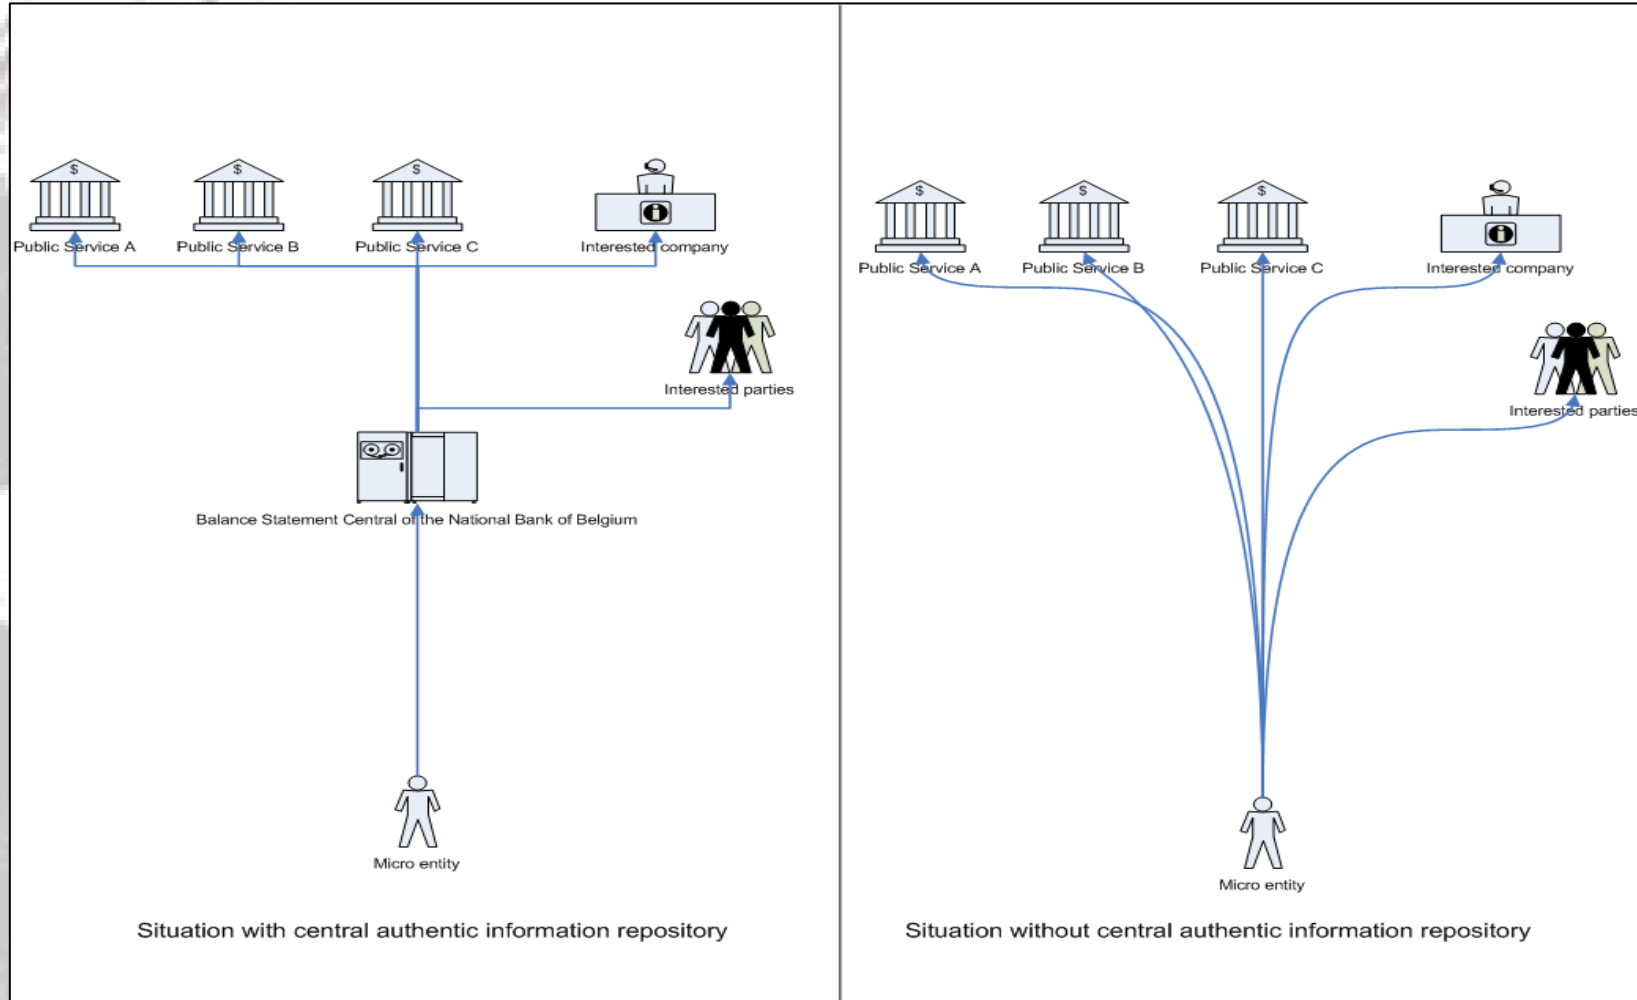 $
$
$
i
Public Service A
Public Service B
Public Service C
Interested company
Interested parties
Balance Statement Central of the National Bank of Belgium
Micro entity
Situation with central authentic information repository
$
$
$
i
Public Service A
Public Service B
Public Service C
Interested company
Interested parties
Micro entity
Situation without central authentic information repository